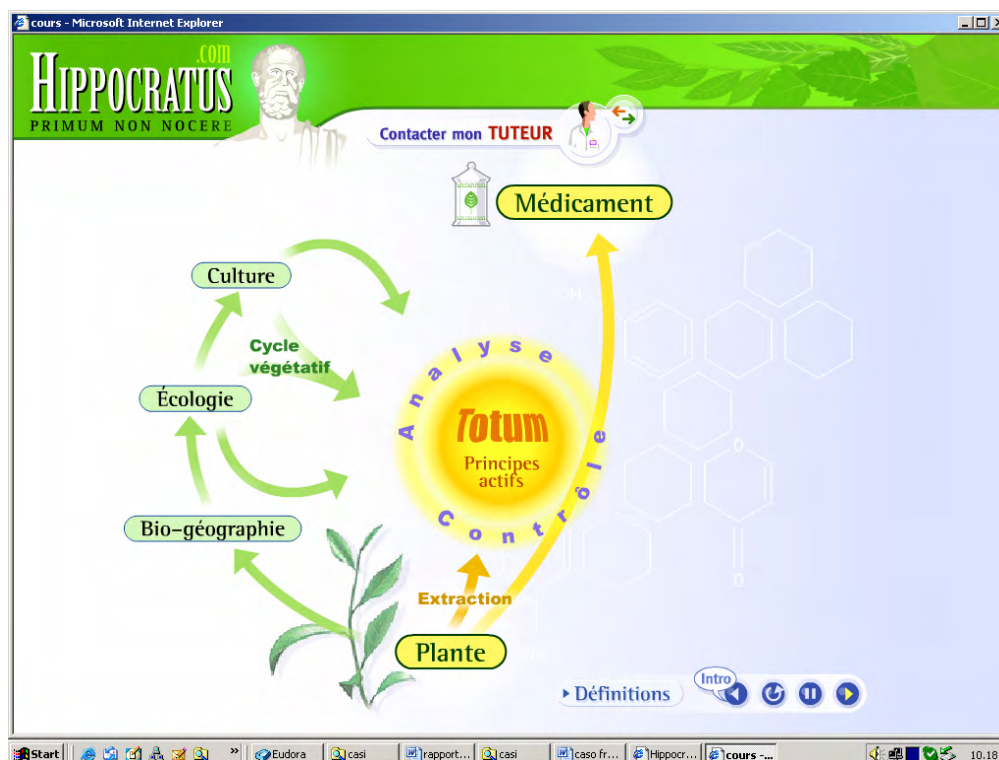 cours - Microsoft Internet Explorer
.com
HIPPOCRATUS
PRIMUM NON NOCERE
Contacter mon TUTEUR
Médicament
Culture
OH
Cycle
végétatif
Analyse
Écologie
Totum
Principes
actifs
Contrôle
Bio-géographie
Extraction
Plante
Intro
Définitions
O
O
Start
»
Eudora
casi
rapport...
casi
caso fr...
Hippocr...
cours -...
10.18